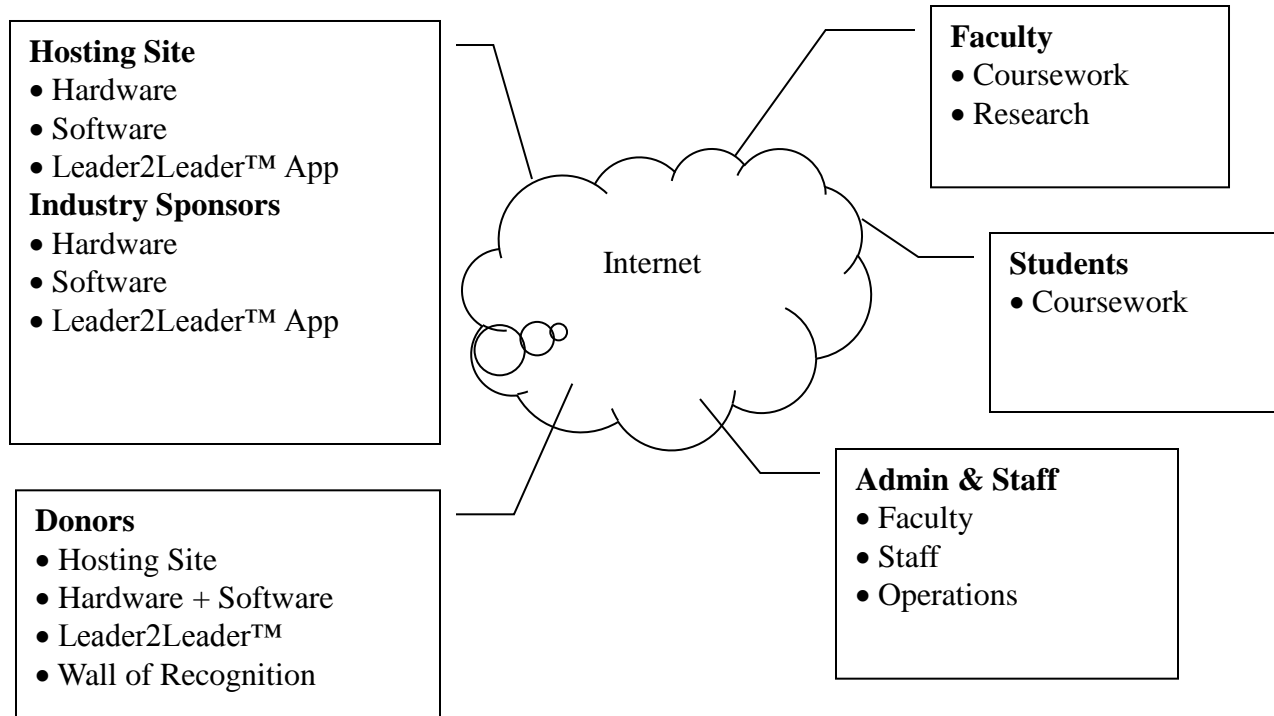 Hosting Site
• Hardware
• Software
• Leader2Leader™ App
Industry Sponsors
• Hardware
• Software
• Leader2Leader™ App
Faculty
• Coursework
• Research
Internet
Students
• Coursework
Donors
• Hosting Site
• Hardware + Software
• Leader2Leader™
• Wall of Recognition
Admin & Staff
• Faculty
• Staff
• Operations